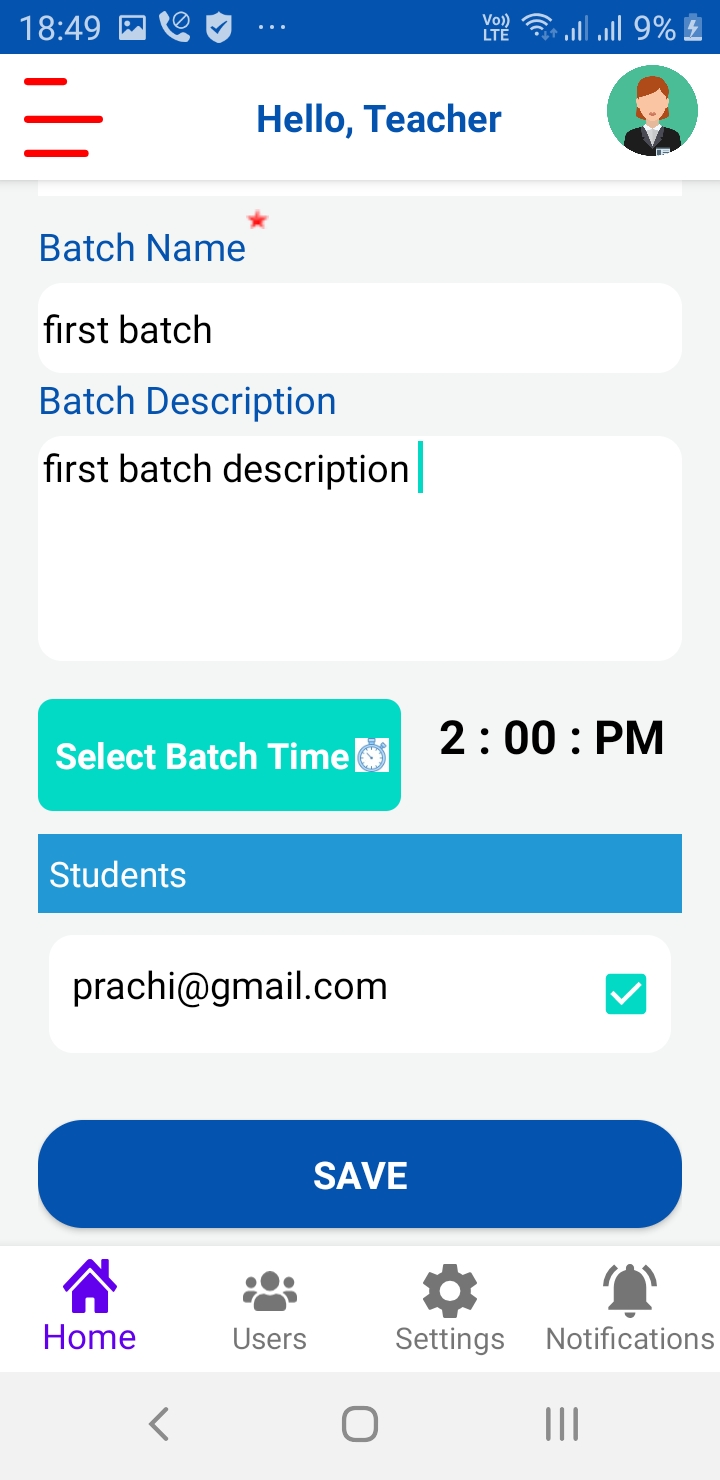 18:49 ... Vo)) LTE 9%
Hello, Teacher
Batch Name
first batch
Batch Description
first batch description
Select Batch Time
2 : 00 : PM
Students
prachi@gmail.com
SAVE
Home Users Settings Notifications